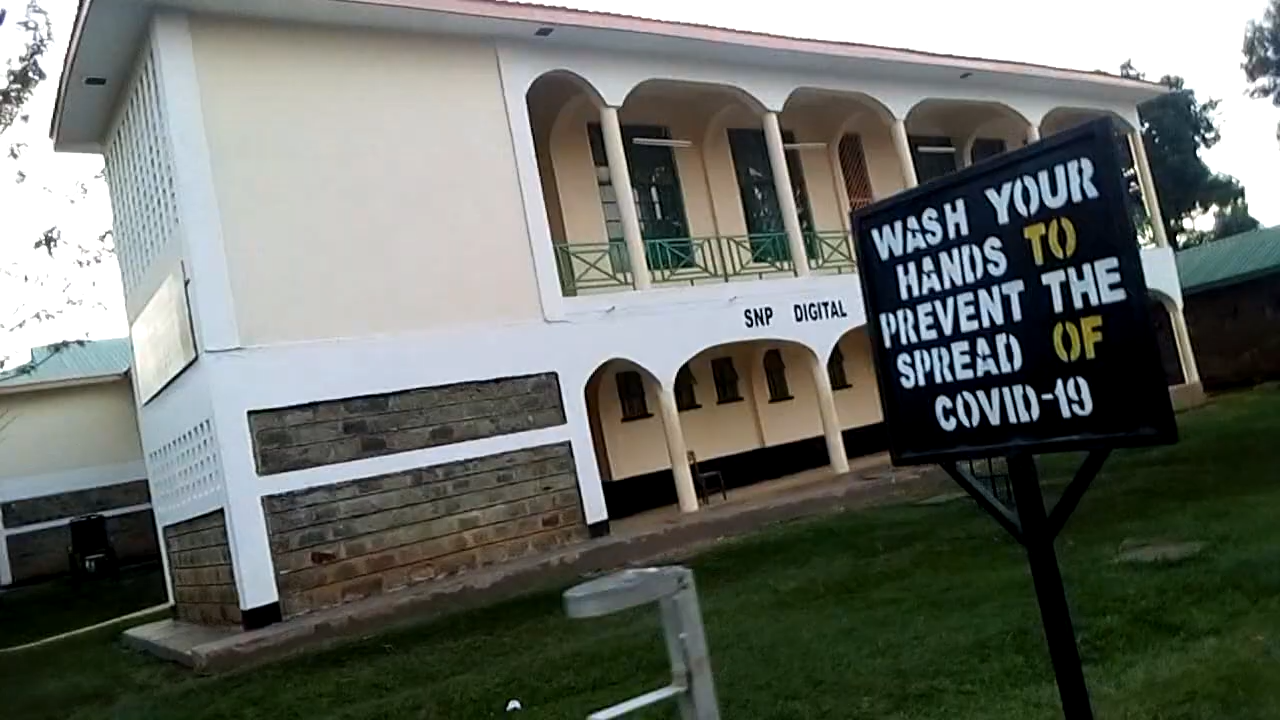 SNP DIGITAL
WASH YOUR
HANDS TO
PREVENT THE
SPREAD OF
COVID-19